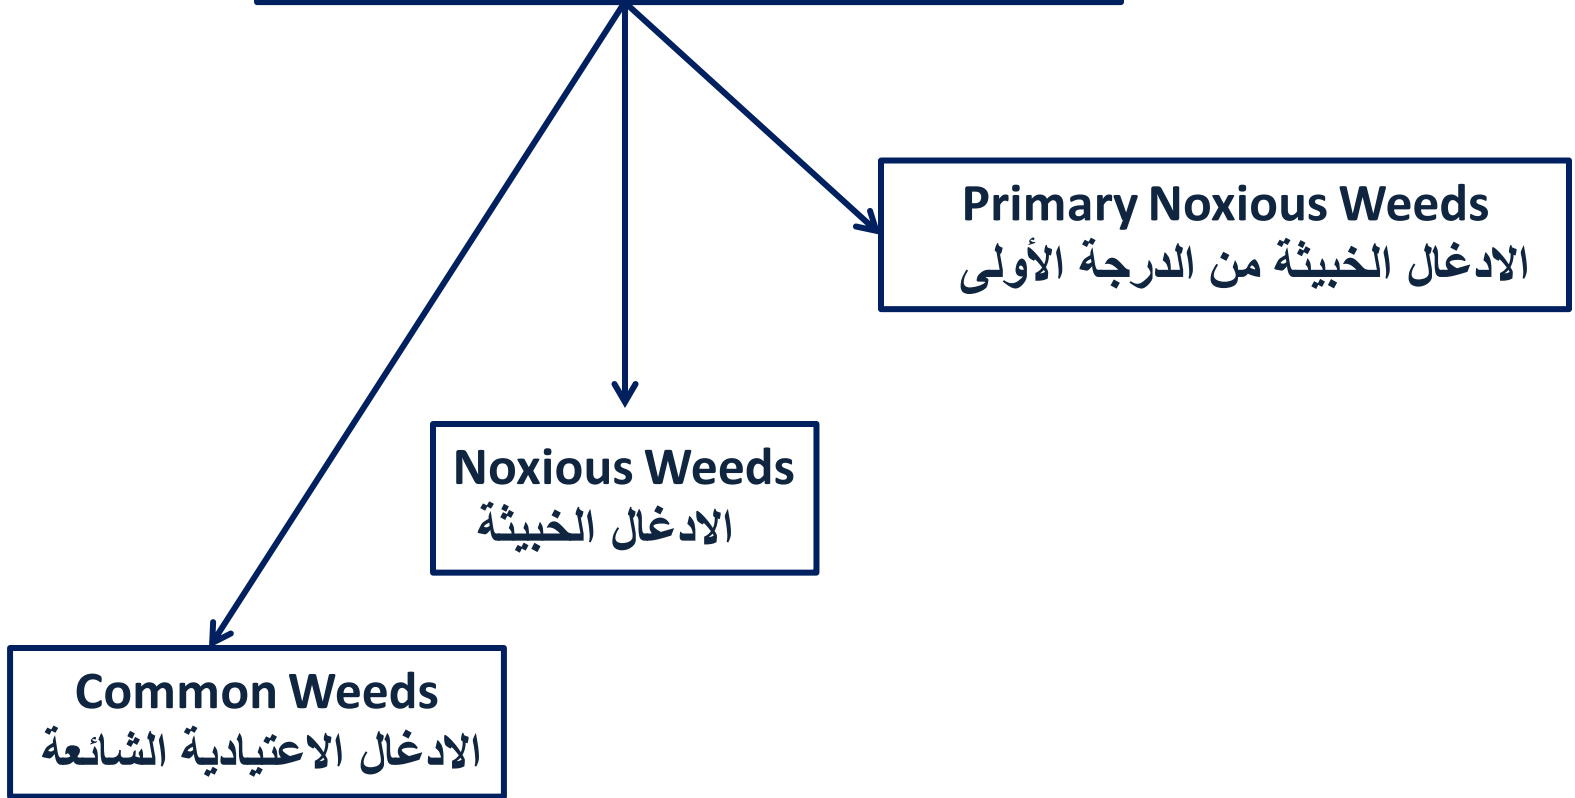 Primary Noxious Weeds
الادغال الخبيثة من الدرجة الأولى
Noxious Weeds
الادغال الخبيثة
Common Weeds
الادغال الاعتيادية الشائعة